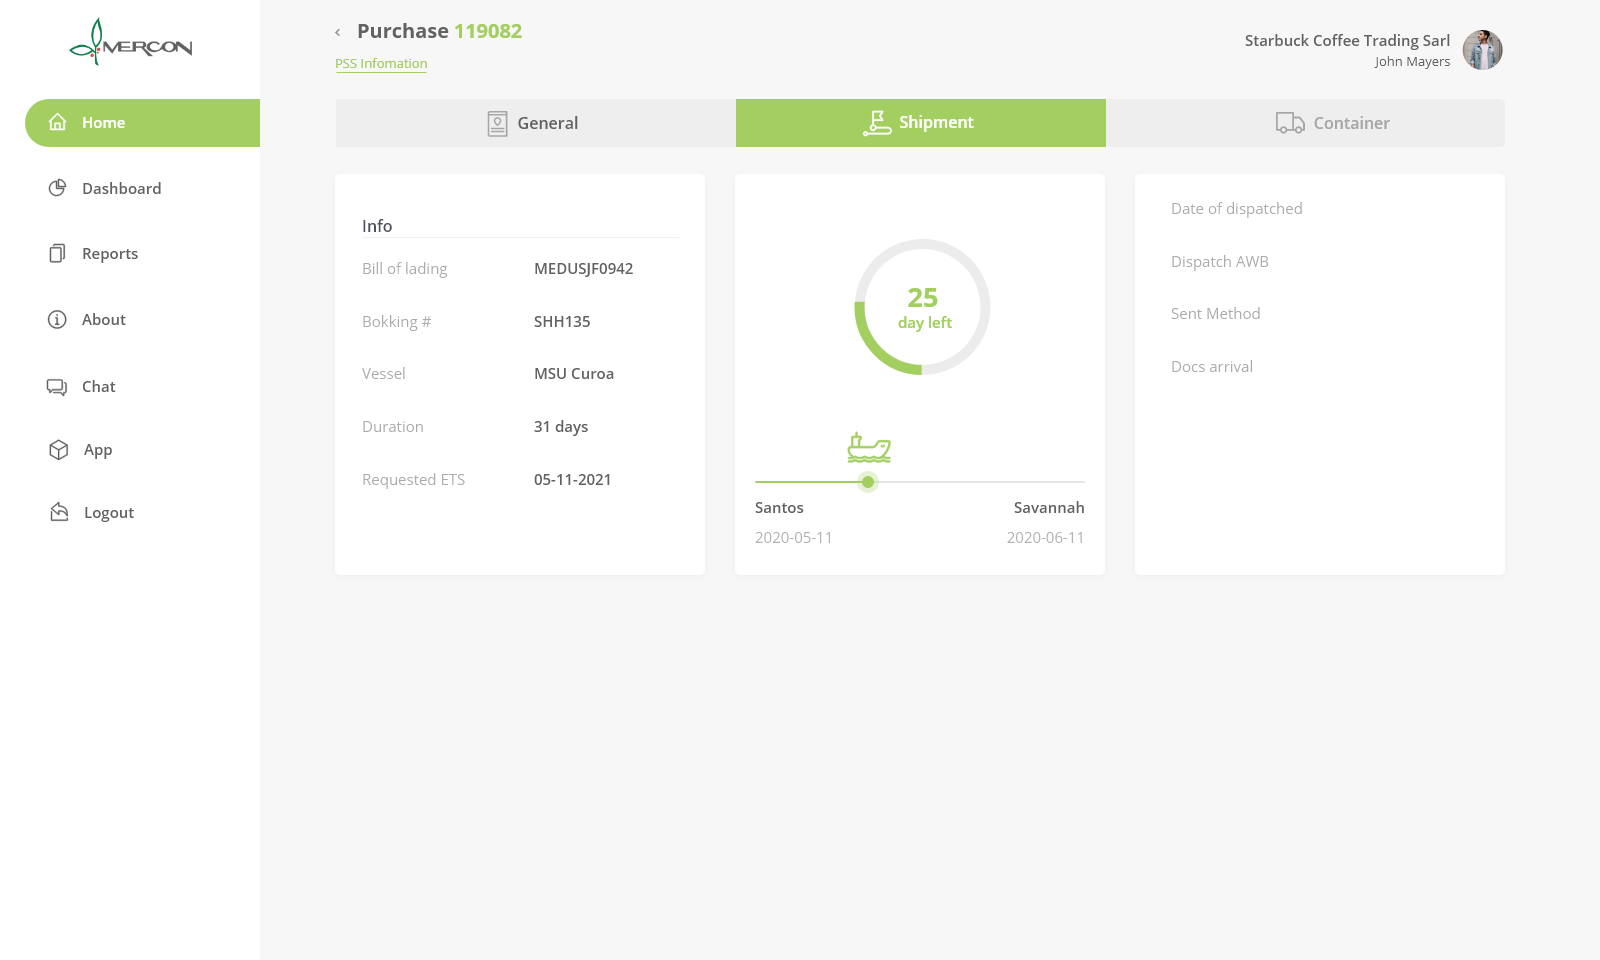 MERCON
Home
Dashboard
Reports
About
Chat
App
Logout
‹ Purchase 119082
PSS Infomation
Starbuck Coffee Trading Sarl
John Mayers
General
Shipment
Container
Info
Bill of lading MEDUSJF0942
Bokking # SHH135
Vessel MSU Curoa
Duration 31 days
Requested ETS 05-11-2021
25
day left
Santos Savannah
2020-05-11 2020-06-11
Date of dispatched
Dispatch AWB
Sent Method
Docs arrival